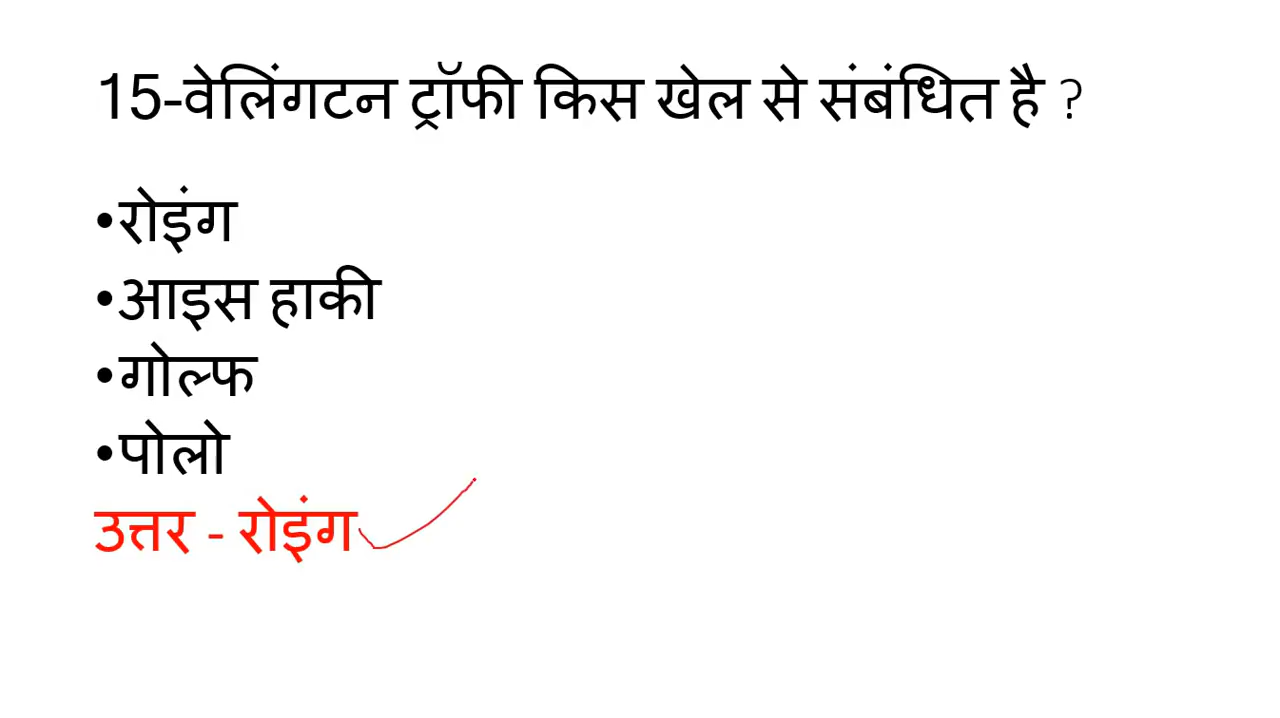 15-वेलिंगटन ट्रॉफी किस खेल से संबंधित है ?
•रोइंग
•आइस हाकी
•गोल्फ
•पोलो
उत्तर - रोइंग